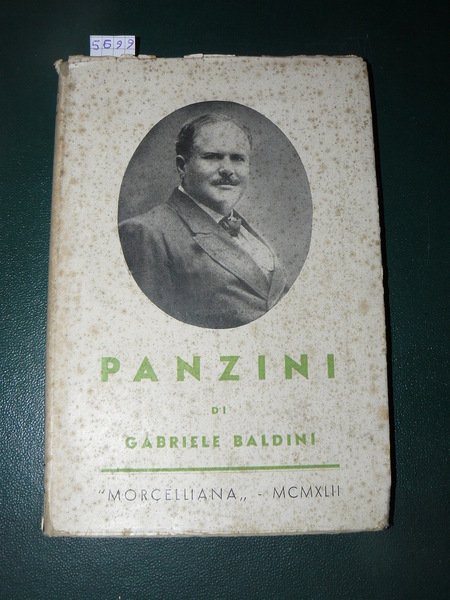 5699
PANZINI
DI
GABRIELE BALDINI
"MORCELLIANA„ - MCMXLII